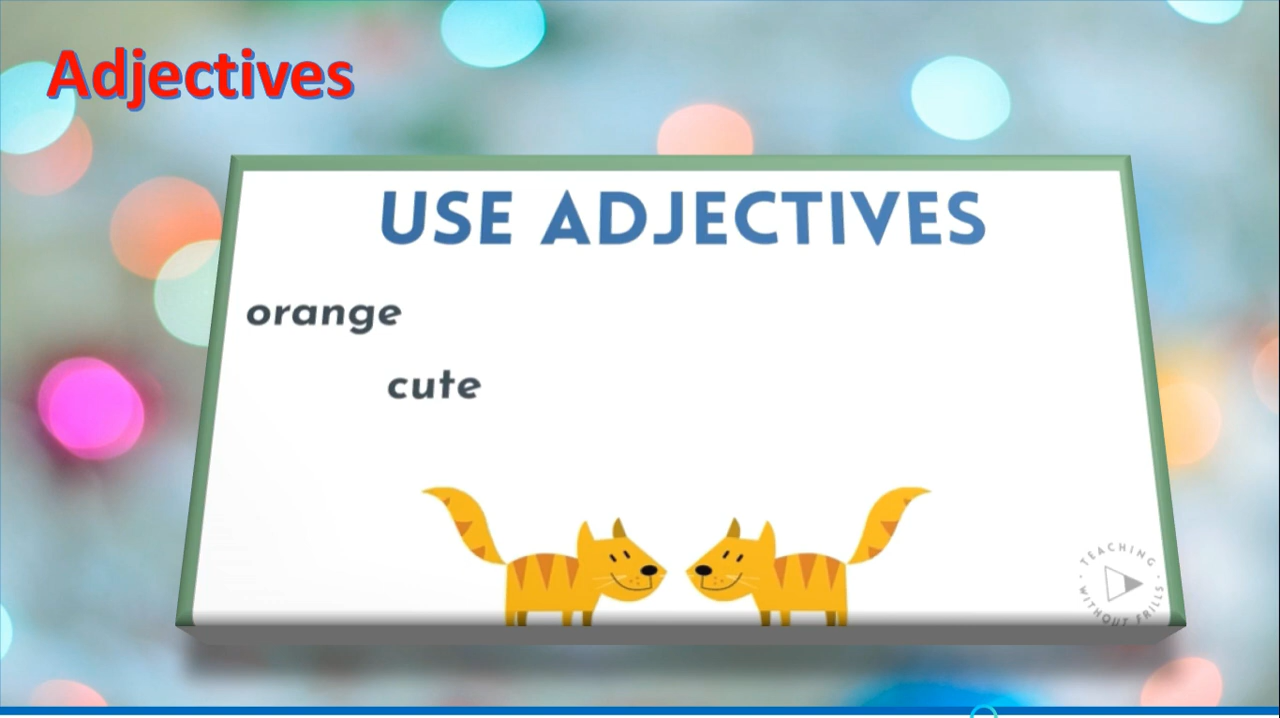 Adjectives
USE ADJECTIVES
orange
cute
TEACHING
WITHOUT FRILLS